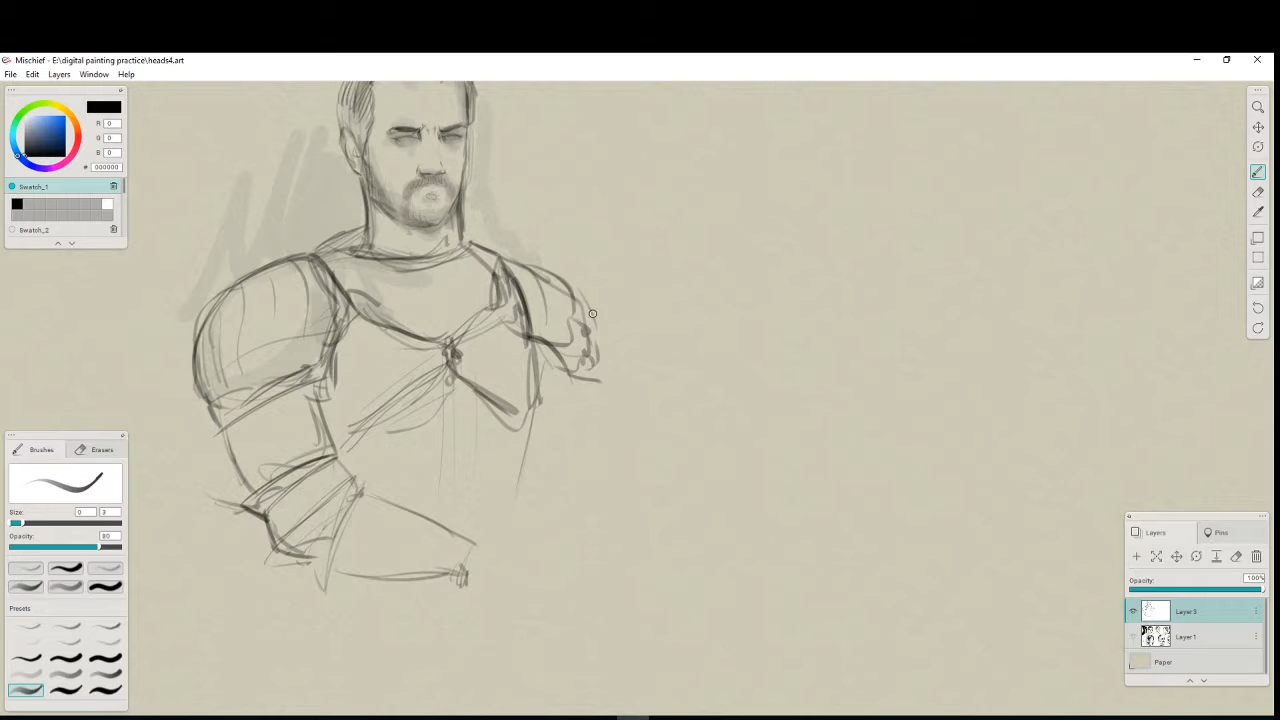 Mischief - E:\digital painting practice\heads4.art
File Edit Layers Window Help
R 0
G 0
B 0
# 000000
Swatch_1
Swatch_2
Brushes Erasers
Size: 0 3
Opacity: 80
Presets
Layers Pins
Opacity: 100%
Layer 3
Layer 1
Paper